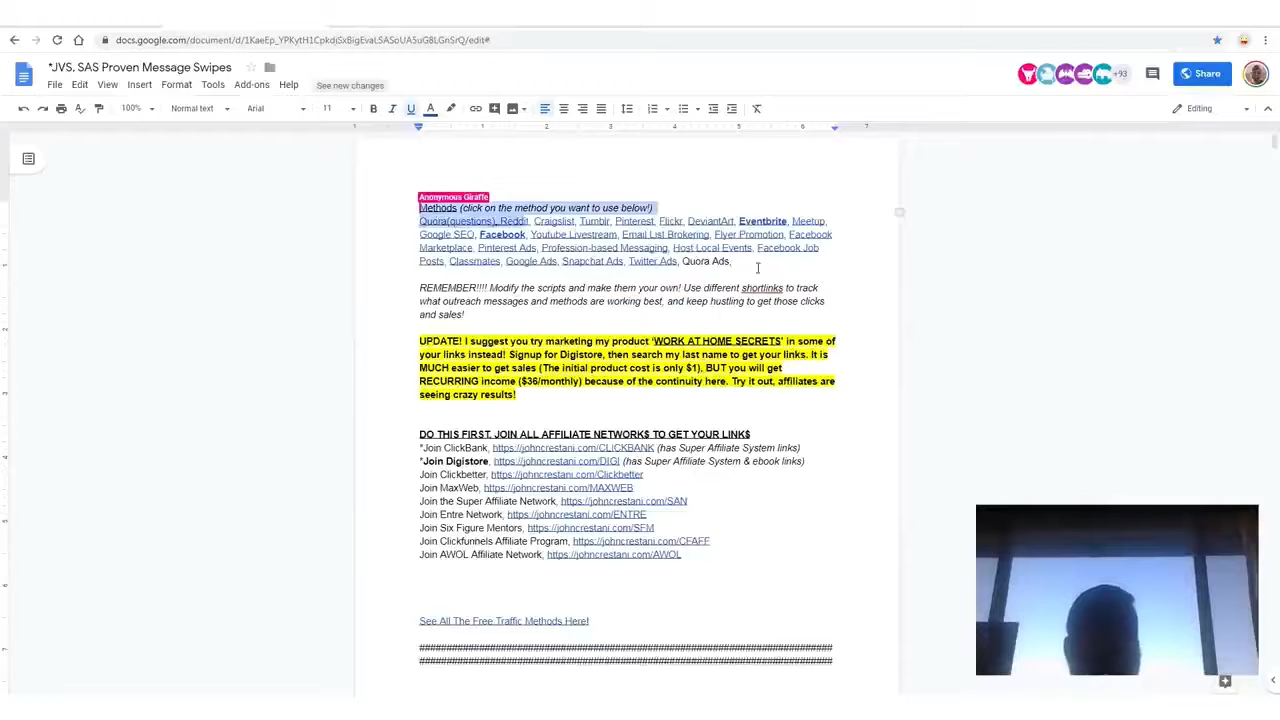 docs.google.com/document/d/1KaeEp_YPKytH1CpkdjSxBigEvaL5ASoUA5uG8LGnSrQ/edit#
*JVS, SAS Proven Message Swipes
File Edit View Insert Format Tools Add-ons Help See new changes
+93
Share
100% Normal text Arial 11 B I U A Editing
1 1 2 3 4 5 6 7
Anonymous Giraffe
Methods (click on the method you want to use below!)
Quora(questions), Reddit, Craigslist, Tumblr, Pinterest, Flickr, DeviantArt, Eventbrite, Meetup,
Google SEO, Facebook, Youtube Livestream, Email List Brokering, Flyer Promotion, Facebook
Marketplace, Pinterest Ads, Profession-based Messaging, Host Local Events, Facebook Job
Posts, Classmates, Google Ads, Snapchat Ads, Twitter Ads, Quora Ads,
REMEMBER!!!! Modify the scripts and make them your own! Use different shortlinks to track
what outreach messages and methods are working best, and keep hustling to get those clicks
and sales!
UPDATE! I suggest you try marketing my product ‘WORK AT HOME SECRETS’ in some of
your links instead! Signup for Digistore, then search my last name to get your links. It is
MUCH easier to get sales (The initial product cost is only $1), BUT you will get
RECURRING income ($36/monthly) because of the continuity here. Try it out, affiliates are
seeing crazy results!
DO THIS FIRST, JOIN ALL AFFILIATE NETWORK$ TO GET YOUR LINK$
*Join ClickBank, https://johncrestani.com/CLICKBANK (has Super Affiliate System links)
*Join Digistore, https://johncrestani.com/DIGI (has Super Affiliate System & ebook links)
Join Clickbetter, https://johncrestani.com/Clickbetter
Join MaxWeb, https://johncrestani.com/MAXWEB
Join the Super Affiliate Network, https://johncrestani.com/SAN
Join Entre Network, https://johncrestani.com/ENTRE
Join Six Figure Mentors, https://johncrestani.com/SFM
Join Clickfunnels Affiliate Program, https://johncrestani.com/CFAFF
Join AWOL Affiliate Network, https://johncrestani.com/AWOL
See All The Free Traffic Methods Here!